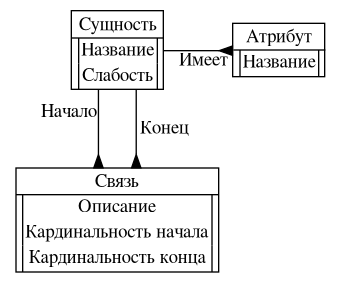 Сущность
Название
Слабость
Имеет
Атрибут
Название
Начало
Конец
Связь
Описание
Кардинальность начала
Кардинальность конца